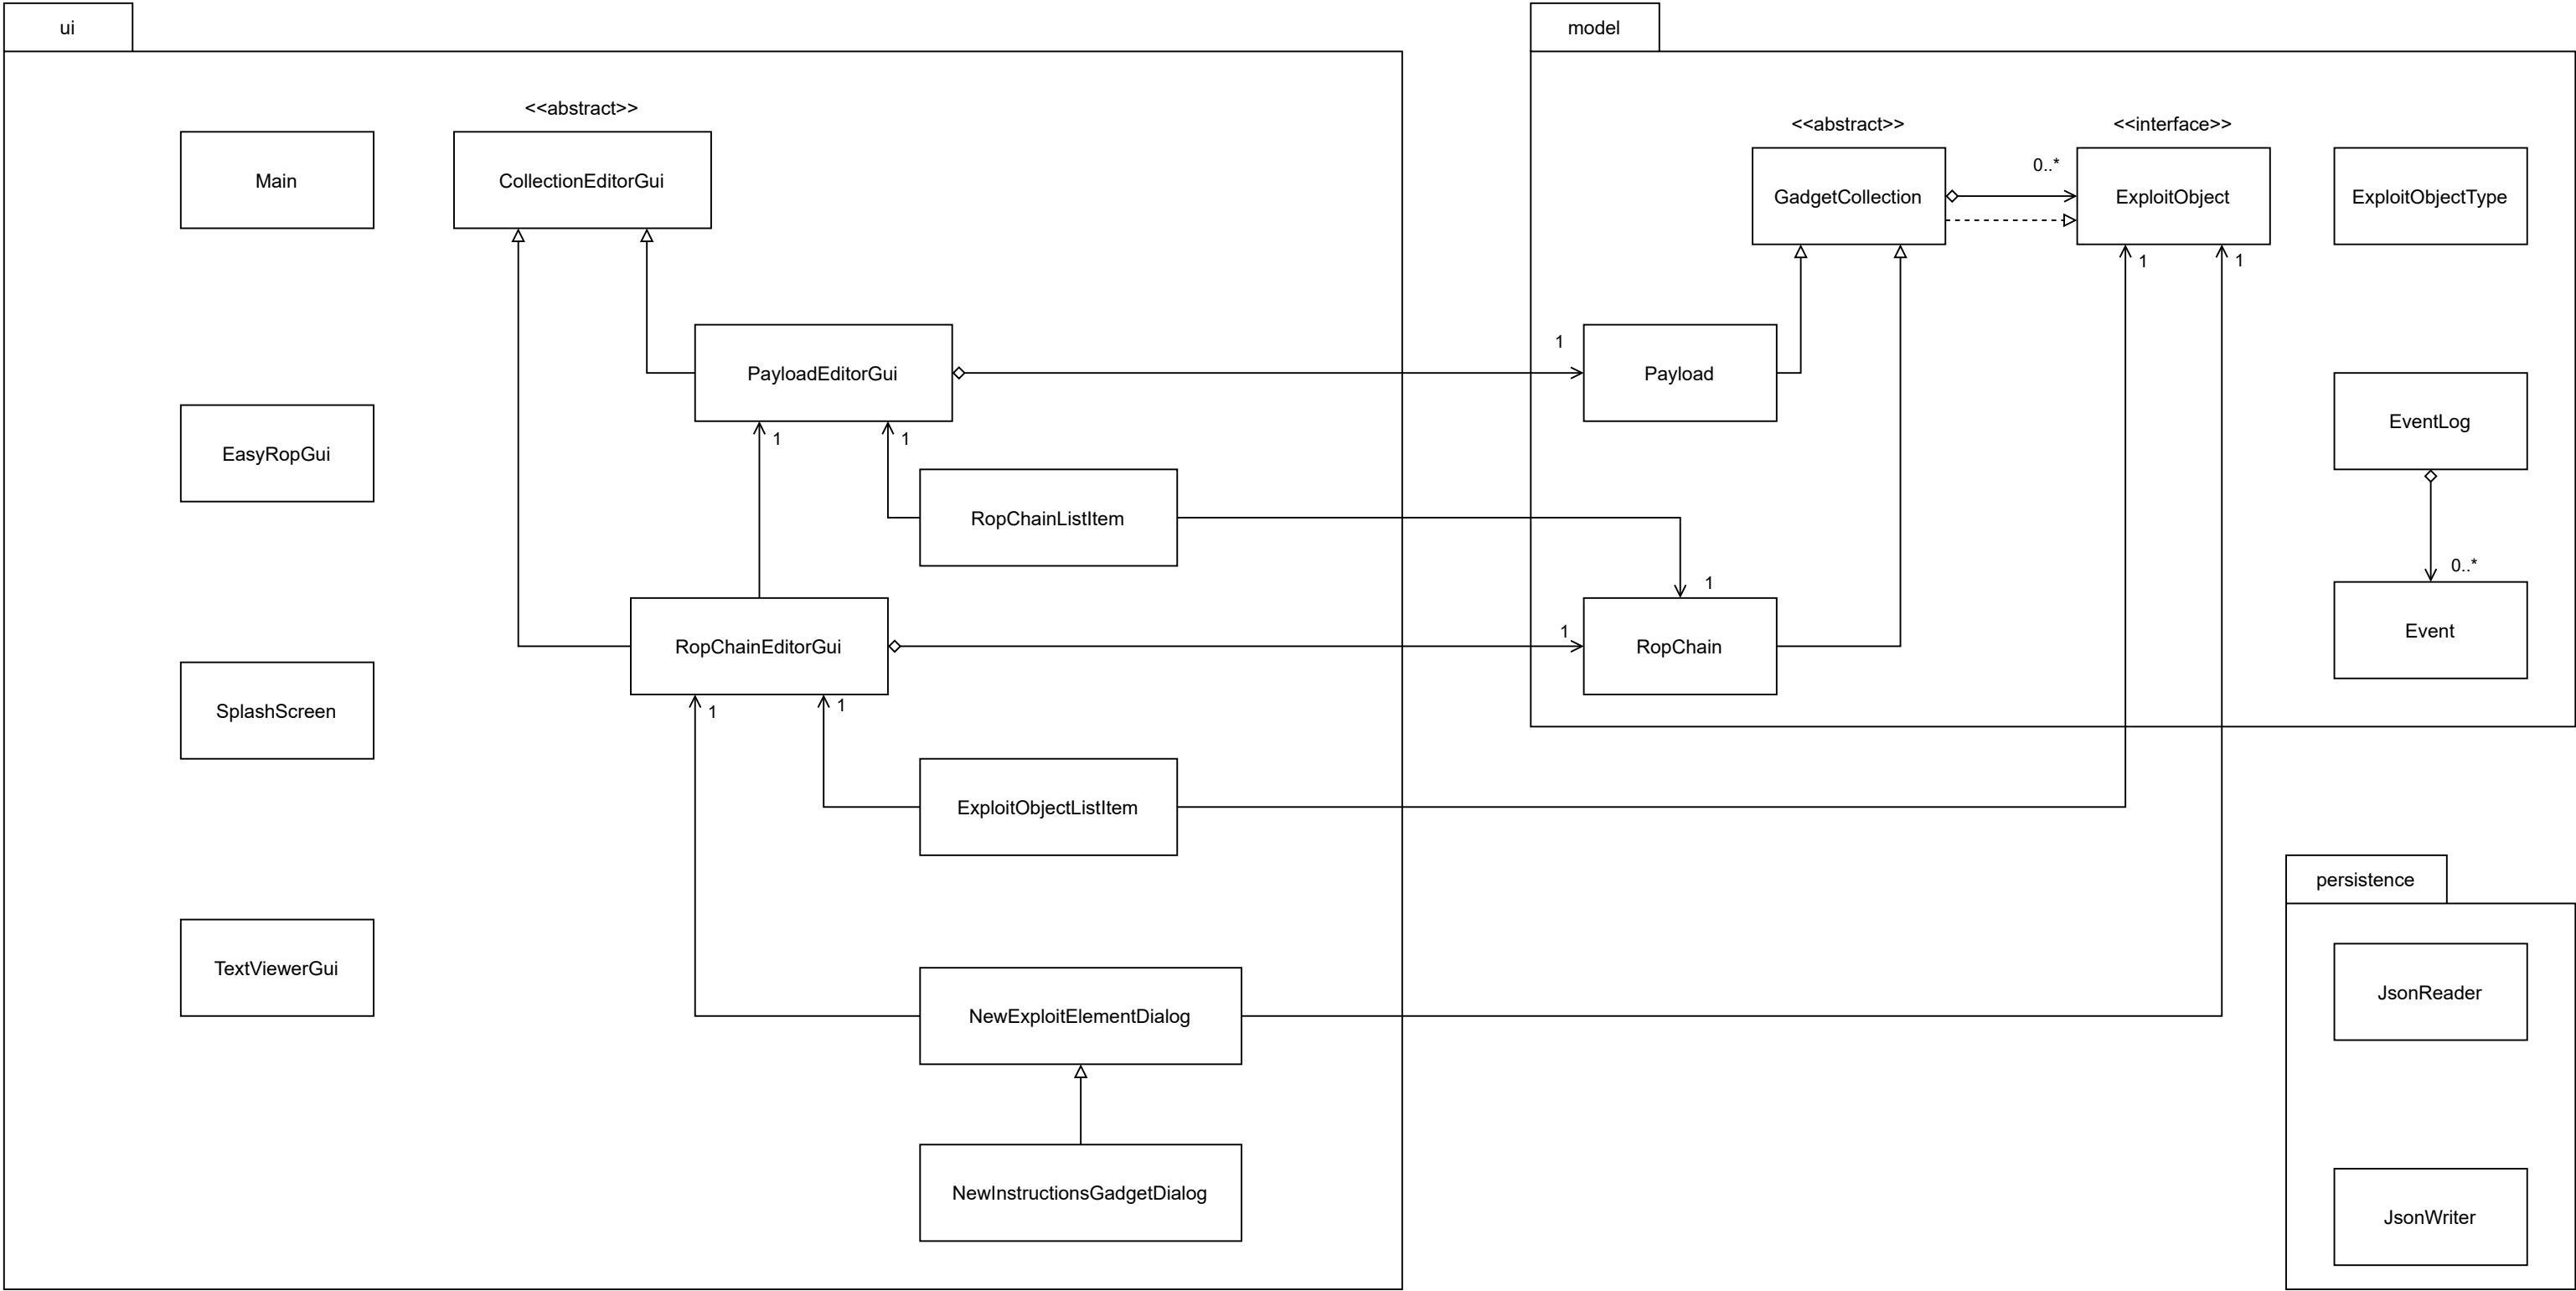 ui
model
<<abstract>>
<<abstract>>
<<interface>>
Main
CollectionEditorGui
0..*
GadgetCollection
ExploitObject
ExploitObjectType
1
1
1
PayloadEditorGui
Payload
EventLog
1
1
EasyRopGui
RopChainListItem
0..*
1
1
RopChainEditorGui
RopChain
Event
1
1
SplashScreen
ExploitObjectListItem
persistence
TextViewerGui
JsonReader
NewExploitElementDialog
NewInstructionsGadgetDialog
JsonWriter